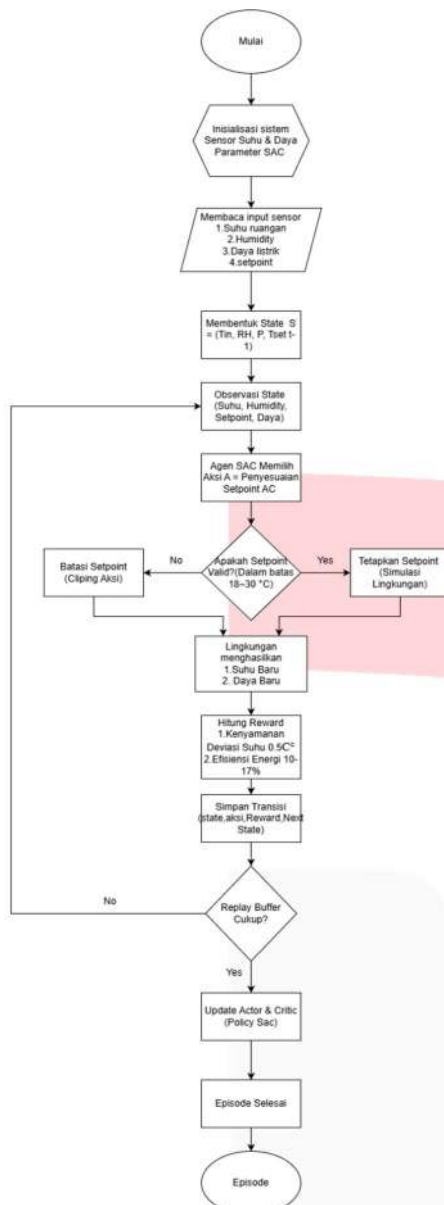 Mulai
Inisialisasi sistem
Sensor Suhu & Daya
Parameter SAC
Membaca input sensor
1.Suhu ruangan
2.Humidity
3.Daya listrik
4.setpoint
Membentuk State S
= (Tin, RH, P, Tset t-
1)
Observasi State
(Suhu, Humidity,
Setpoint, Daya)
Agen SAC Memilih
Aksi A = Penyesuaian
Setpoint AC
No
Apakah Setpoint
Valid?(Dalam batas
18–30 °C)
Yes
Batasi Setpoint
(Cliping Aksi)
Tetapkan Setpoint
(Simulasi
Lingkungan)
Lingkungan
menghasilkan
1.Suhu Baru
2. Daya Baru
Hitung Reward
1.Kenyamanan
Deviasi Suhu 0.5C°
2.Efisiensi Energi 10-
17%
Simpan Transisi
(state,aksi,Reward,Next
State)
No
Replay Buffer
Cukup?
Yes
Update Actor & Critic
(Policy Sac)
Episode Selesai
Episode